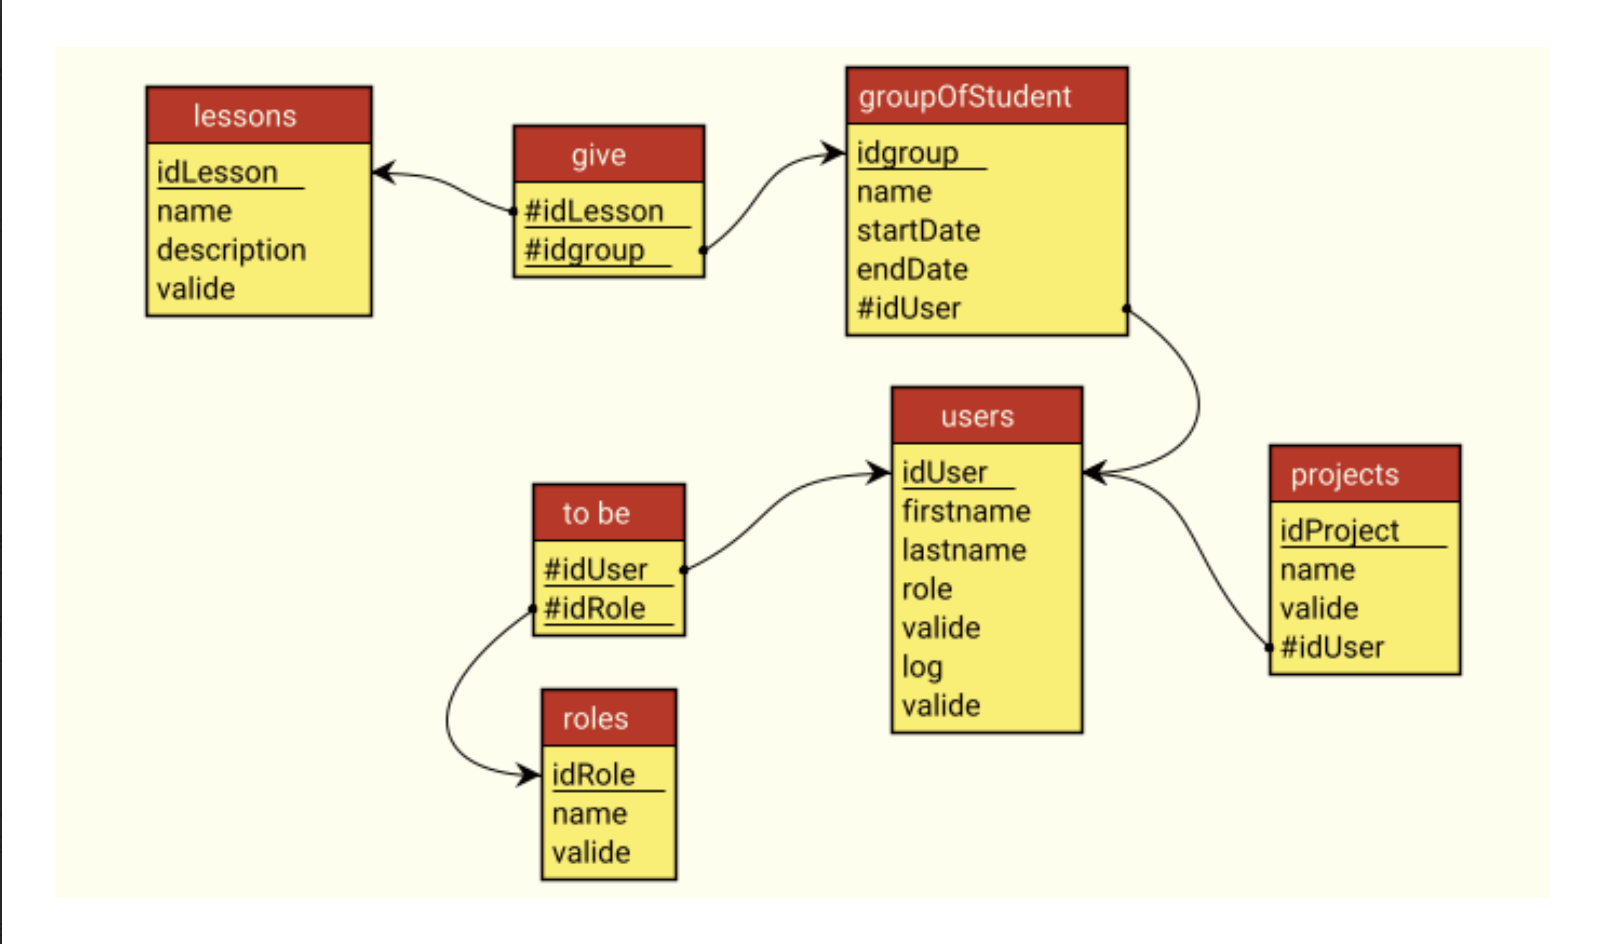 lessons
idLesson
name
description
valide
give
#idLesson
#idgroup
groupOfStudent
idgroup
name
startDate
endDate
#idUser
to be
#idUser
#idRole
users
idUser
firstname
lastname
role
valide
log
valide
projects
idProject
name
valide
#idUser
roles
idRole
name
valide